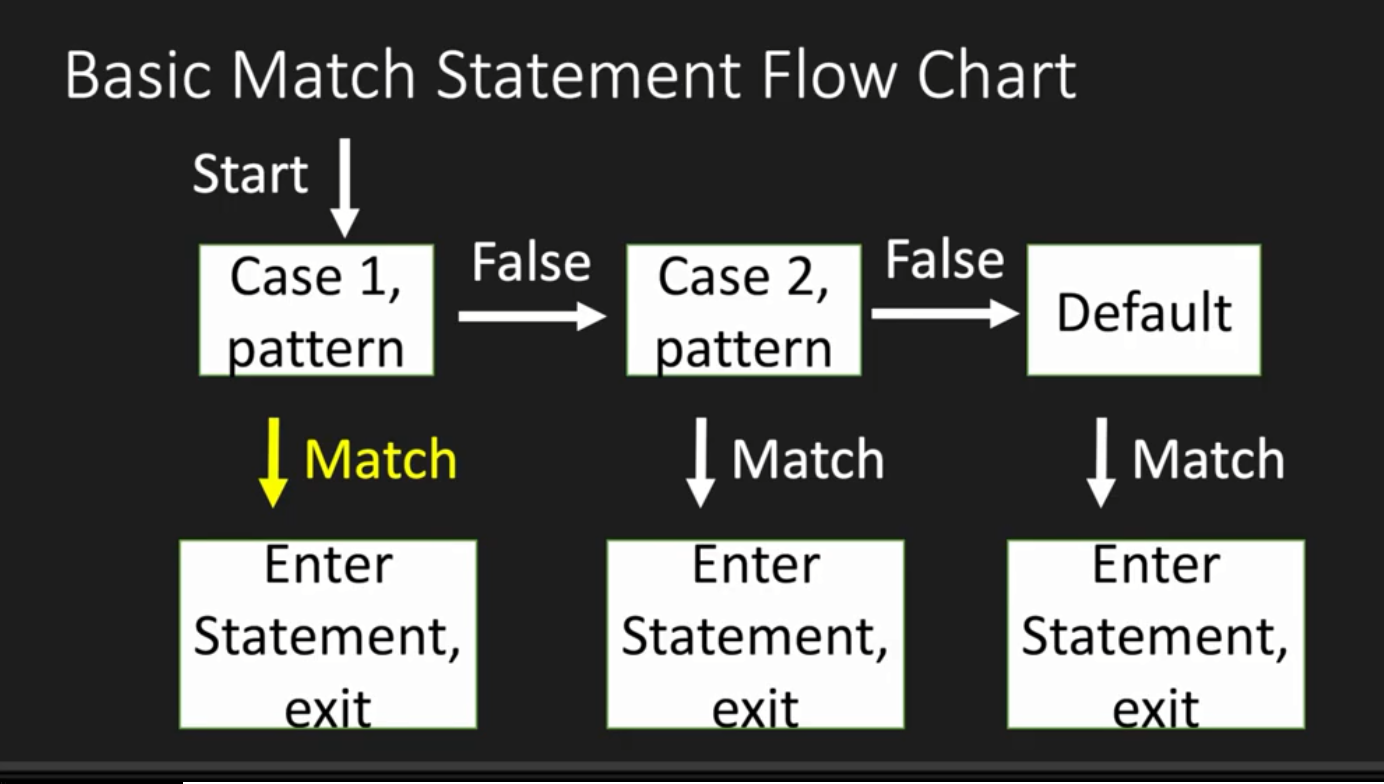 Basic Match Statement Flow Chart
Start
Case 1,
pattern
False
Case 2,
pattern
False
Default
Match
Match
Match
Enter
Statement,
exit
Enter
Statement,
exit
Enter
Statement,
exit